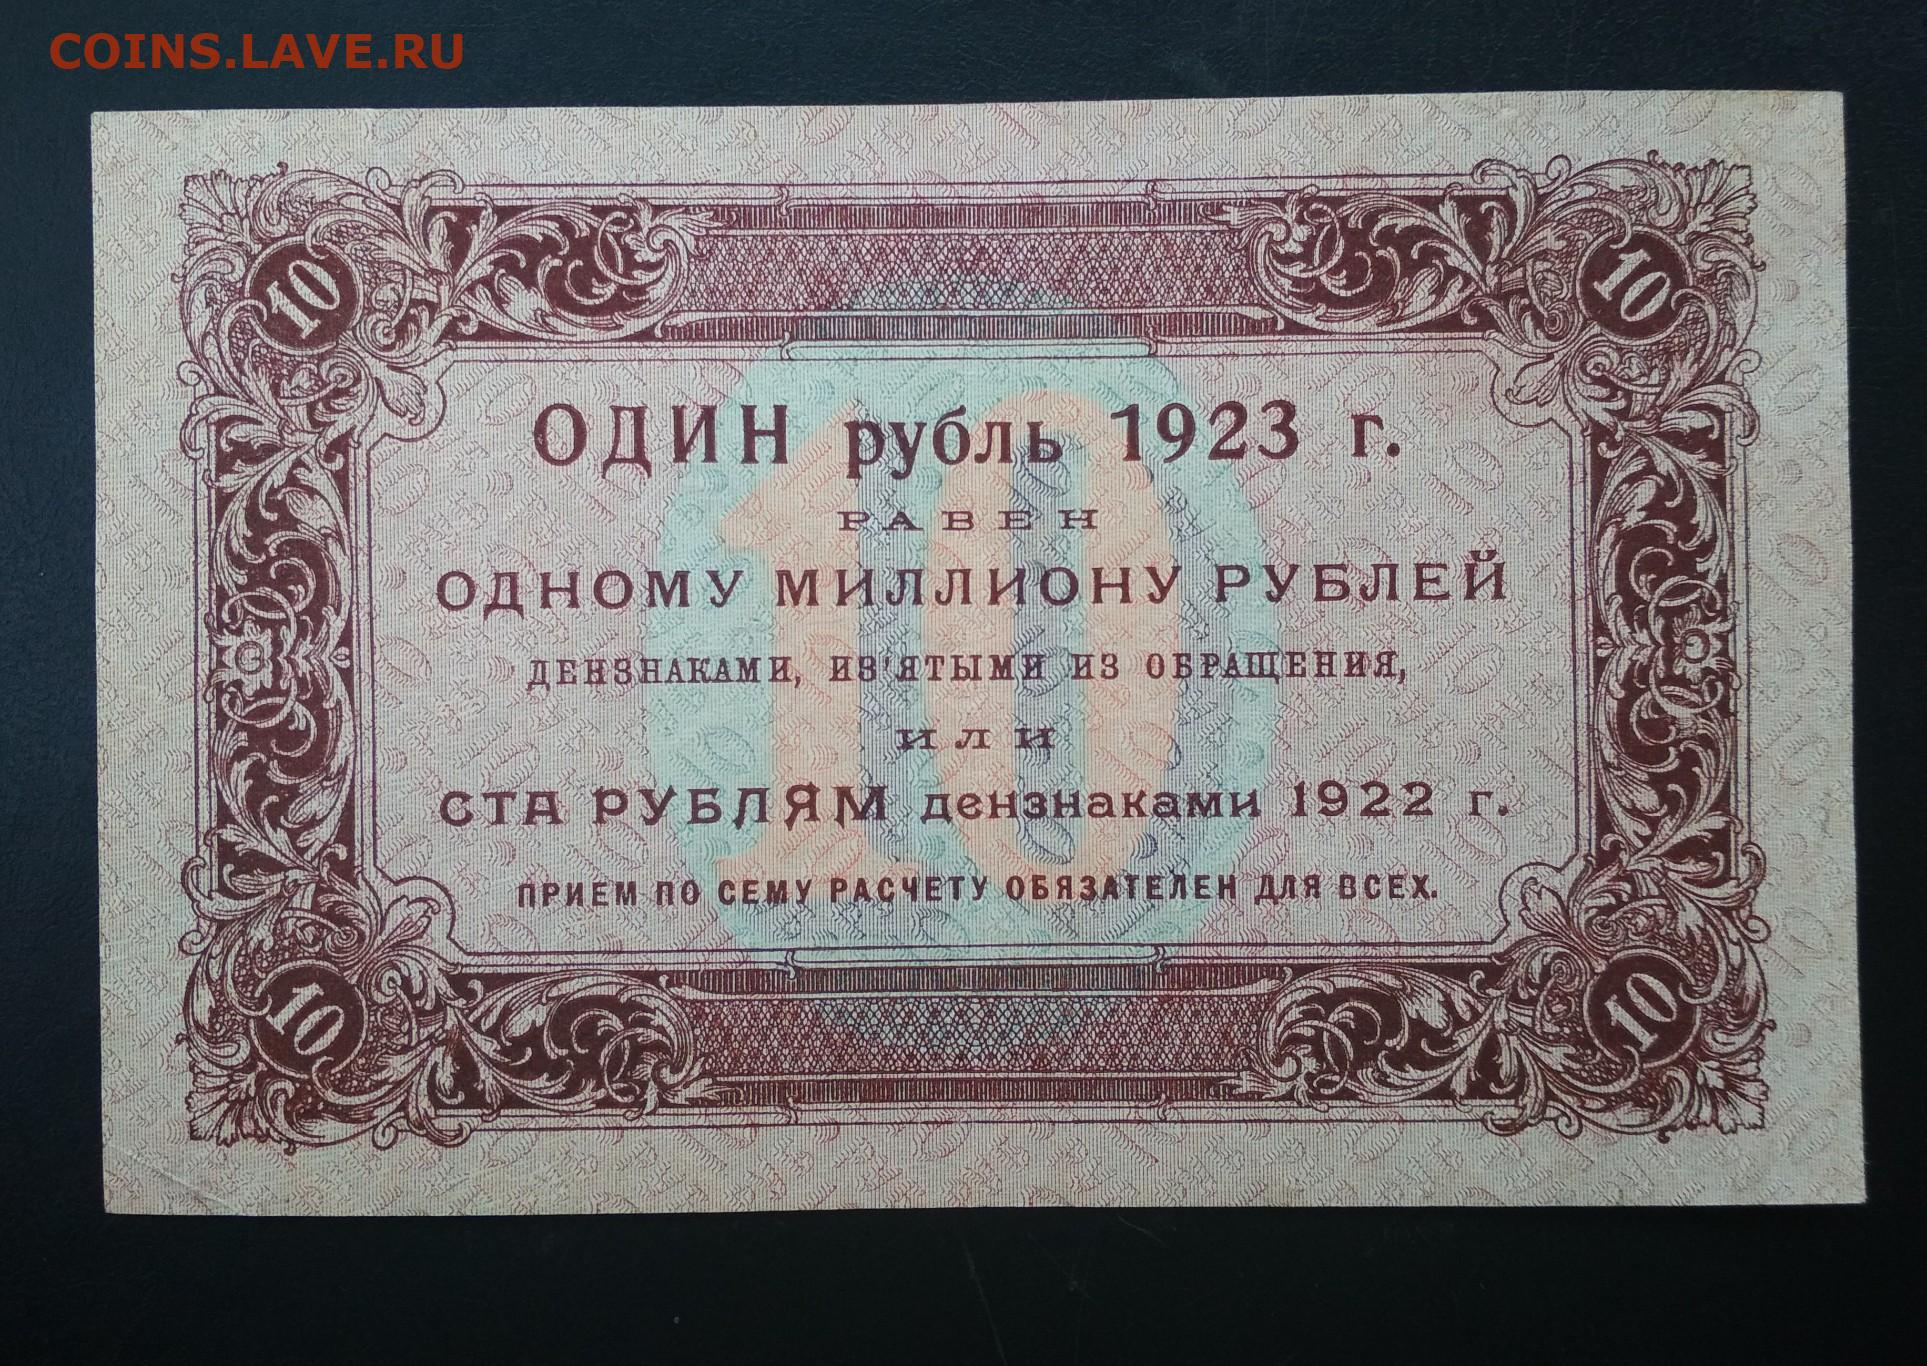 COINS.LAVE.RU
10 10
ОДИН рубль 1923 г.
РАВЕН
ОДНОМУ МИЛЛИОНУ РУБЛЕЙ
ДЕНЗНАКАМИ, ИЗ'ЯТЫМИ ИЗ ОБРАЩЕНИЯ,
ИЛИ
СТА РУБЛЯМ дензнаками 1922 г.
ПРИЕМ ПО СЕМУ РАСЧЕТУ ОБЯЗАТЕЛЕН ДЛЯ ВСЕХ.
10
10 10